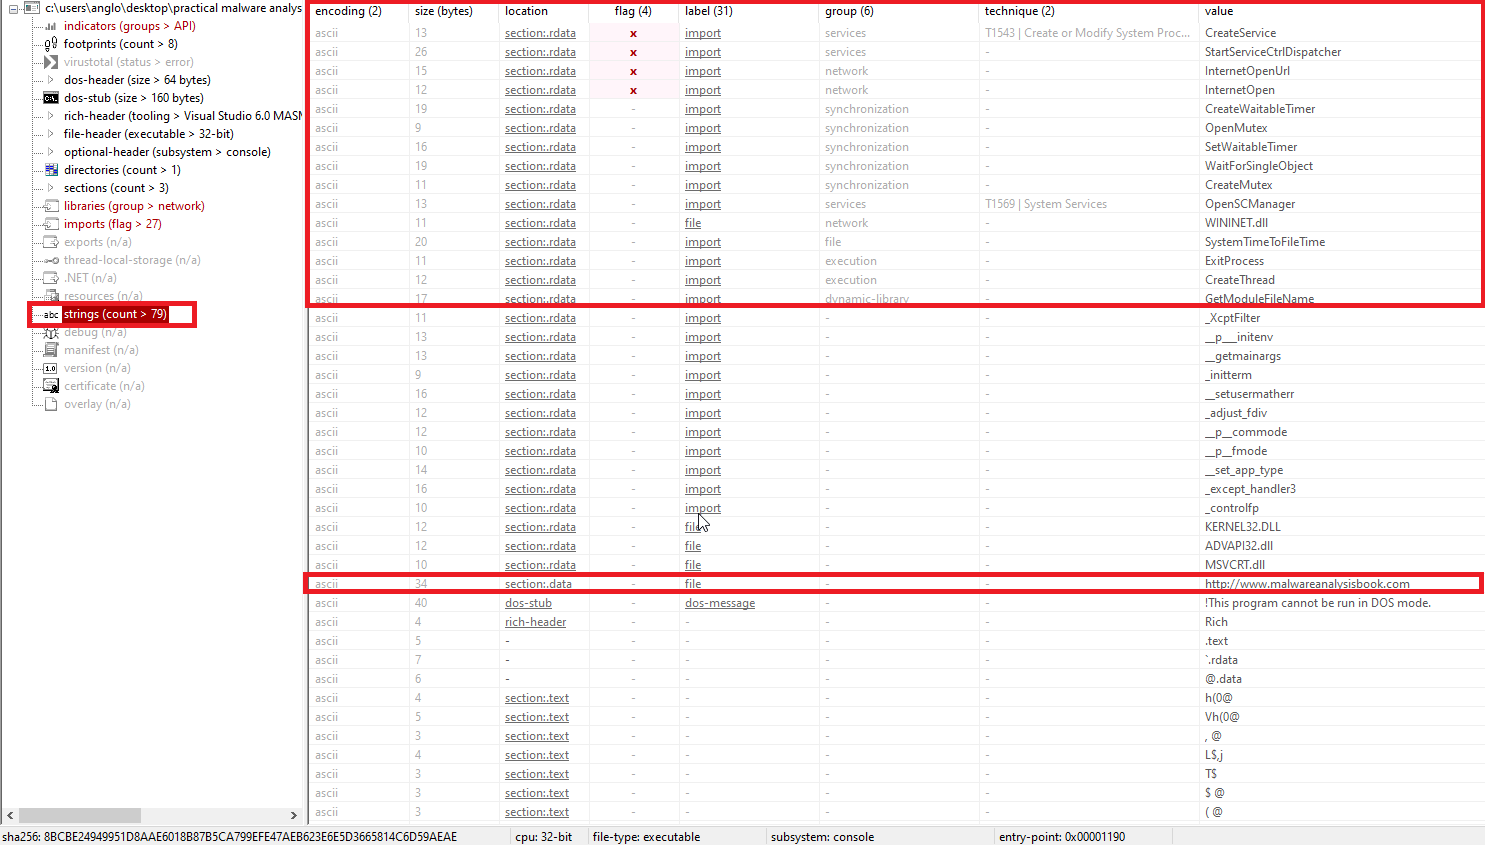 c:\users\anglo\desktop\practical malware analys
indicators (groups > API)
footprints (count > 8)
virustotal (status > error)
dos-header (size > 64 bytes)
dos-stub (size > 160 bytes)
rich-header (tooling > Visual Studio 6.0 MASM
file-header (executable > 32-bit)
optional-header (subsystem > console)
directories (count > 1)
sections (count > 3)
libraries (group > network)
imports (flag > 27)
exports (n/a)
thread-local-storage (n/a)
.NET (n/a)
resources (n/a)
abc strings (count > 79)
debug (n/a)
manifest (n/a)
1.0 version (n/a)
certificate (n/a)
overlay (n/a)
encoding (2) size (bytes) location flag (4) label (31) group (6) technique (2) value
ascii 13 section:.rdata x import services T1543 | Create or Modify System Proc... CreateService
ascii 26 section:.rdata x import services - StartServiceCtrlDispatcher
ascii 15 section:.rdata x import network - InternetOpenUrl
ascii 12 section:.rdata x import network - InternetOpen
ascii 19 section:.rdata - import synchronization - CreateWaitableTimer
ascii 9 section:.rdata - import synchronization - OpenMutex
ascii 16 section:.rdata - import synchronization - SetWaitableTimer
ascii 19 section:.rdata - import synchronization - WaitForSingleObject
ascii 11 section:.rdata - import synchronization - CreateMutex
ascii 13 section:.rdata - import services T1569 | System Services OpenSCManager
ascii 11 section:.rdata - file network - WININET.dll
ascii 20 section:.rdata - import file - SystemTimeToFileTime
ascii 11 section:.rdata - import execution - ExitProcess
ascii 12 section:.rdata - import execution - CreateThread
ascii 17 section:.rdata - import dynamic-library - GetModuleFileName
ascii 11 section:.rdata - import - - _XcptFilter
ascii 13 section:.rdata - import - - __p___initenv
ascii 13 section:.rdata - import - - __getmainargs
ascii 9 section:.rdata - import - - _initterm
ascii 16 section:.rdata - import - - __setusermatherr
ascii 12 section:.rdata - import - - _adjust_fdiv
ascii 12 section:.rdata - import - - __p__commode
ascii 10 section:.rdata - import - - __p__fmode
ascii 14 section:.rdata - import - - __set_app_type
ascii 16 section:.rdata - import - - _except_handler3
ascii 10 section:.rdata - import - - _controlfp
ascii 12 section:.rdata - file - - KERNEL32.DLL
ascii 12 section:.rdata - file - - ADVAPI32.dll
ascii 10 section:.rdata - file - - MSVCRT.dll
ascii 34 section:.data - file - - http://www.malwareanalysisbook.com
ascii 40 dos-stub - dos-message - - !This program cannot be run in DOS mode.
ascii 4 rich-header - - - - Rich
ascii 5 - - - - - .text
ascii 7 - - - - - `.rdata
ascii 6 - - - - - @.data
ascii 4 section:.text - - - - h(0@
ascii 5 section:.text - - - - Vh(0@
ascii 3 section:.text - - - - , @
ascii 4 section:.text - - - - L$,j
ascii 3 section:.text - - - - T$
ascii 3 section:.text - - - - $ @
ascii 3 section:.text - - - - ( @
sha256: 8BCBE24949951D8AAE6018B87B5CA799EFE47AEB623E6E5D3665814C6D59AEAE cpu: 32-bit file-type: executable subsystem: console entry-point: 0x00001190